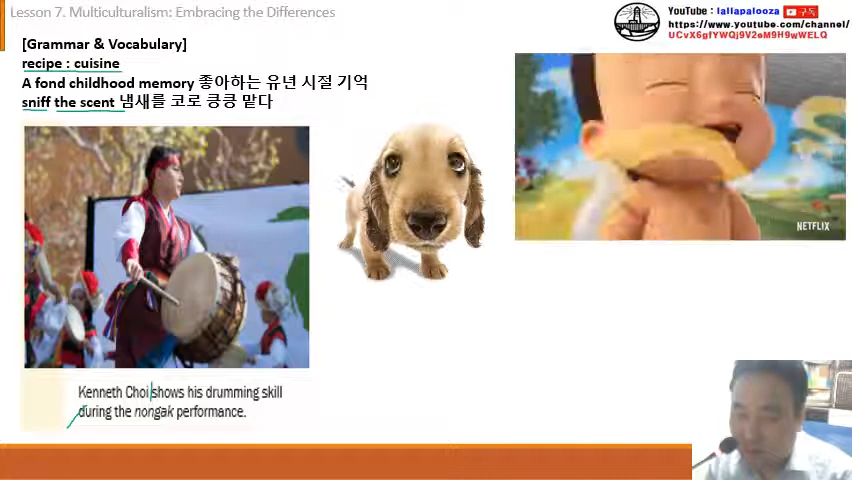 Lesson 7. Multiculturalism: Embracing the Differences
YouTube : lallapalooza 구독
https://www.youtube.com/channel/
UCvX6gfYWQj9V2eM9H9wWELQ
[Grammar & Vocabulary]
recipe : cuisine
A fond childhood memory 좋아하는 유년 시절 기억
sniff the scent 냄새를 코로 킁킁 맡다
NETFLIX
Kenneth Choi shows his drumming skill
during the nongak performance.